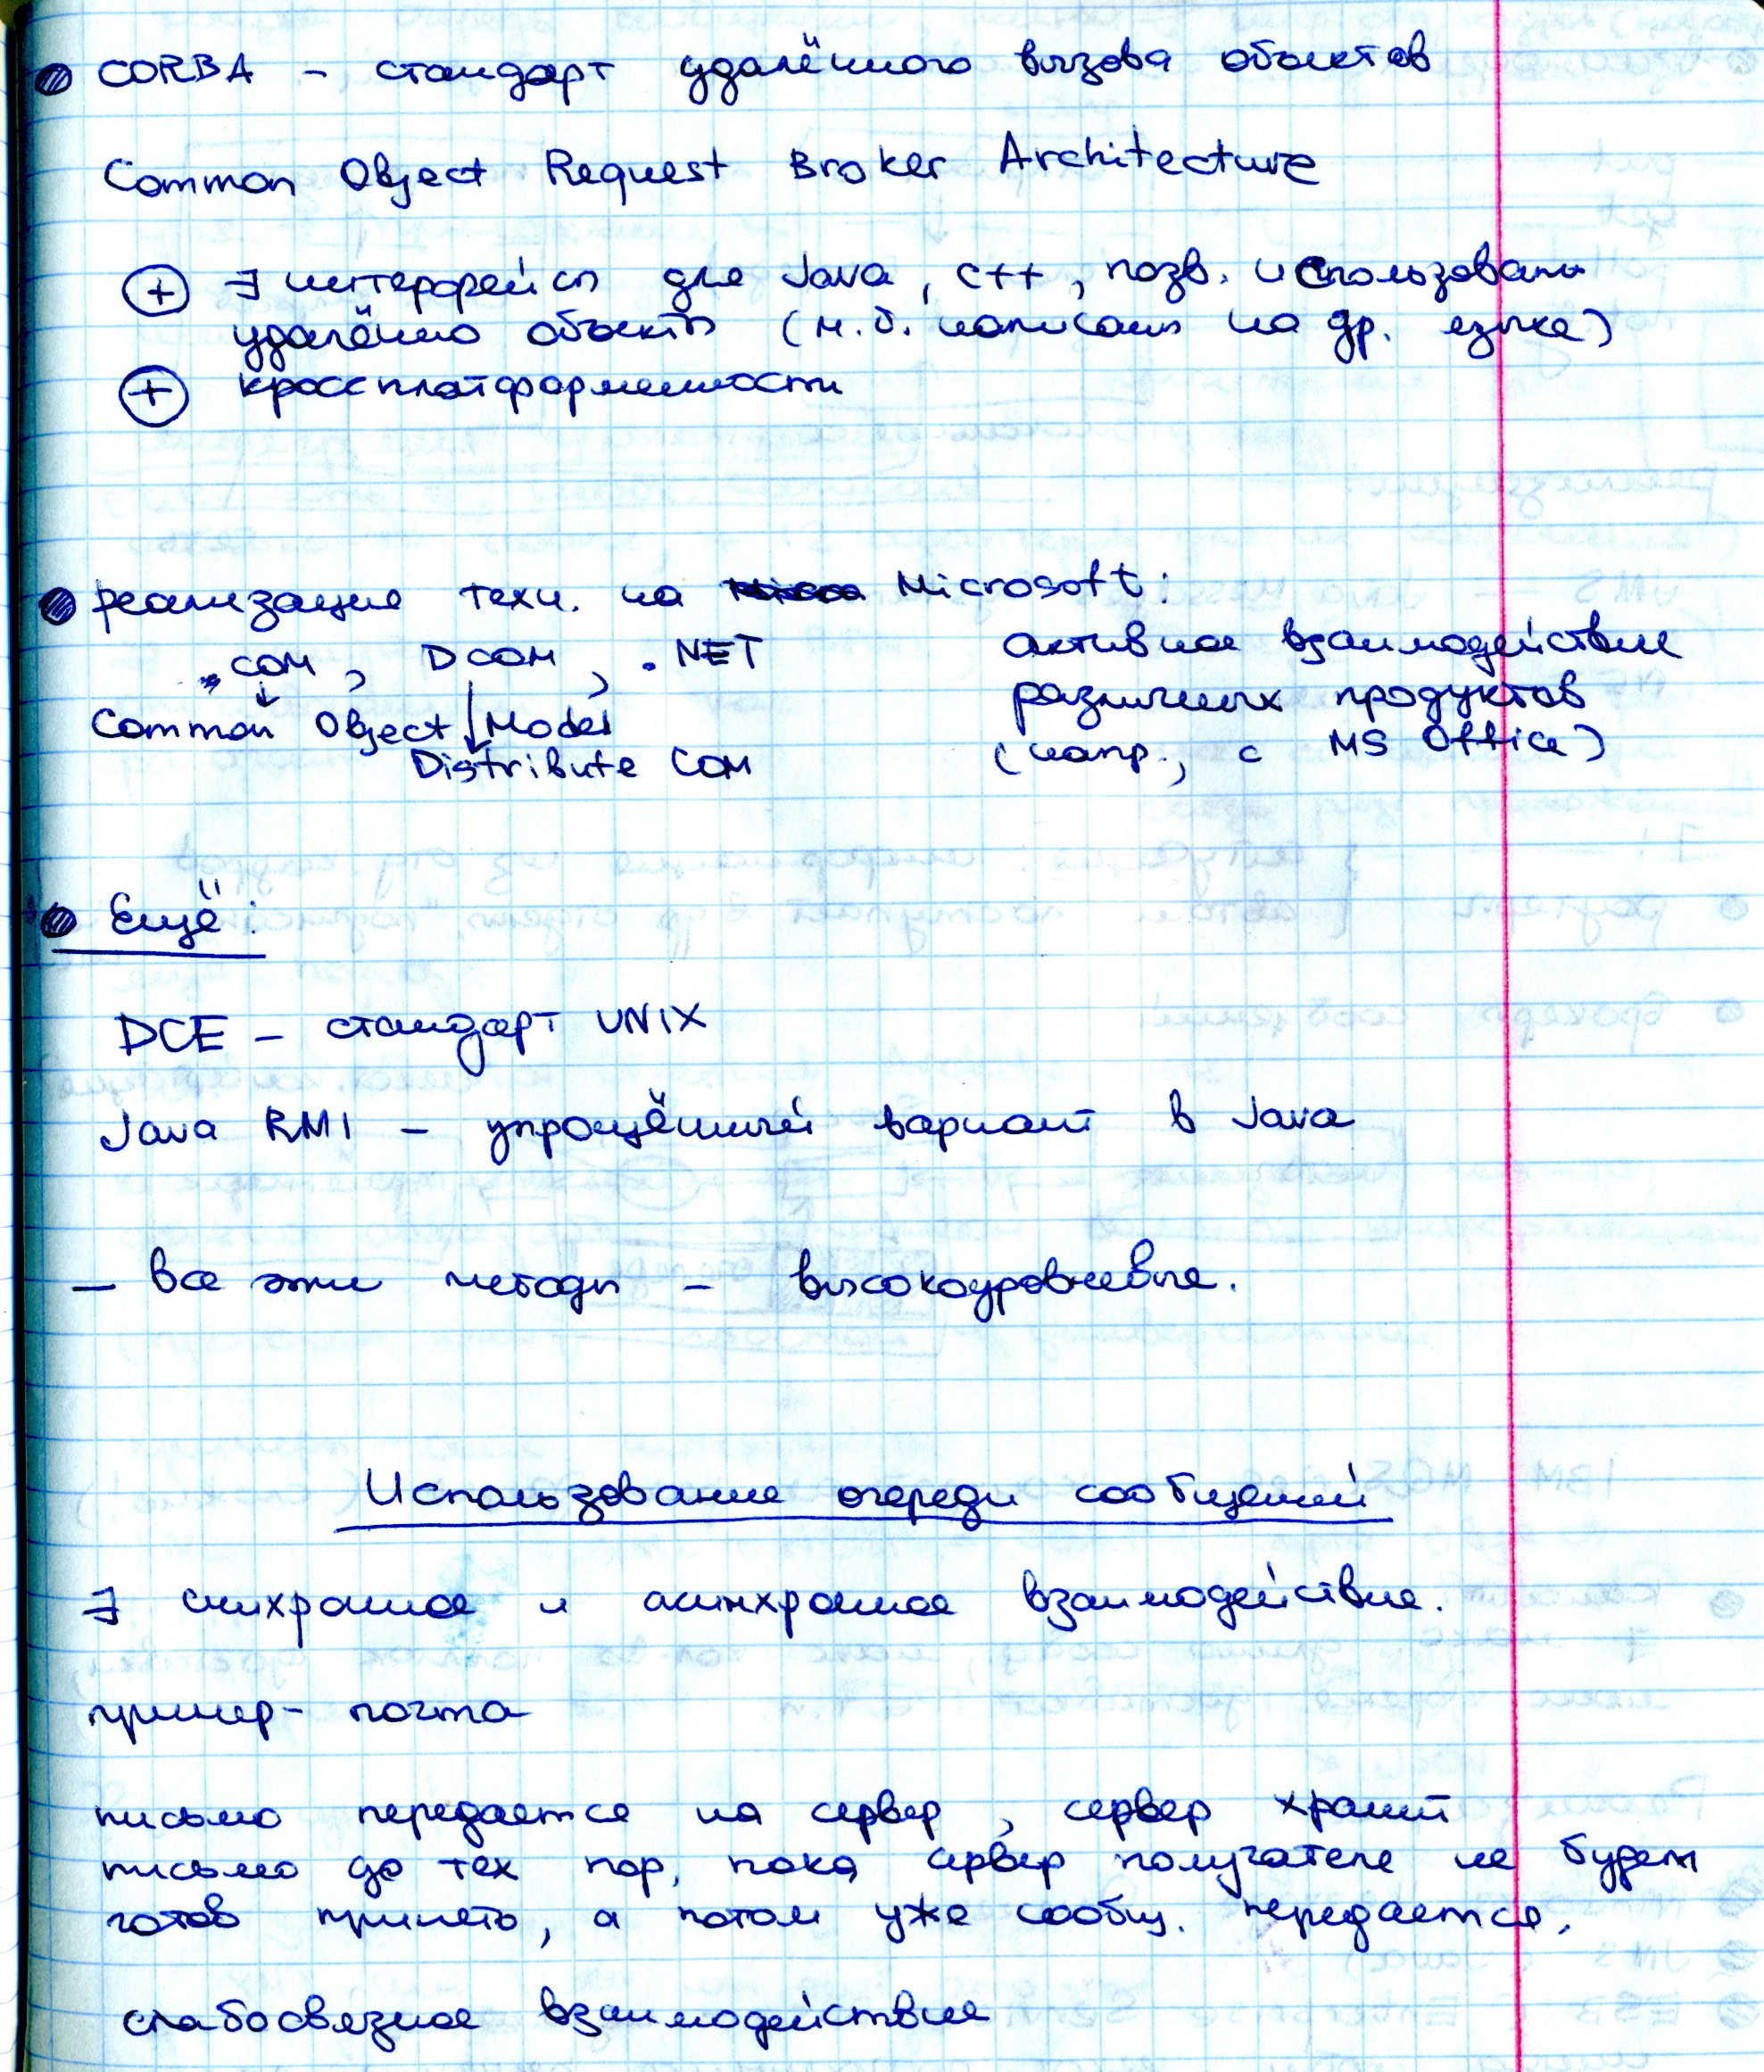 CORBA – стандарт удалённого вызова объектов
Common Object Request Broker Architecture
⊕ ∃ интерфейсы для Java, C++, позв. использовать
удалённо объекты (м.б. написаны на др. языке)
⊕ кроссплатформенности
реализация техн. на Microsoft:
COM, DCOM, .NET
активное взаимодействие
различных продуктов
(напр., с MS Office)
↓
Common Object Model
↓
Distribute COM
Ещё:
DCE – стандарт UNIX
Java RMI – упрощённый вариант в Java
– все эти методы – высокоуровневые.
Использование очереди сообщений
∃ синхронное и асинхронное взаимодействие.
пример – почта
письмо передается на сервер, сервер хранит
письмо до тех пор, пока сервер получателя не будет
готов принять, а потом уже сообщ. передается.
слабосвязное взаимодействие